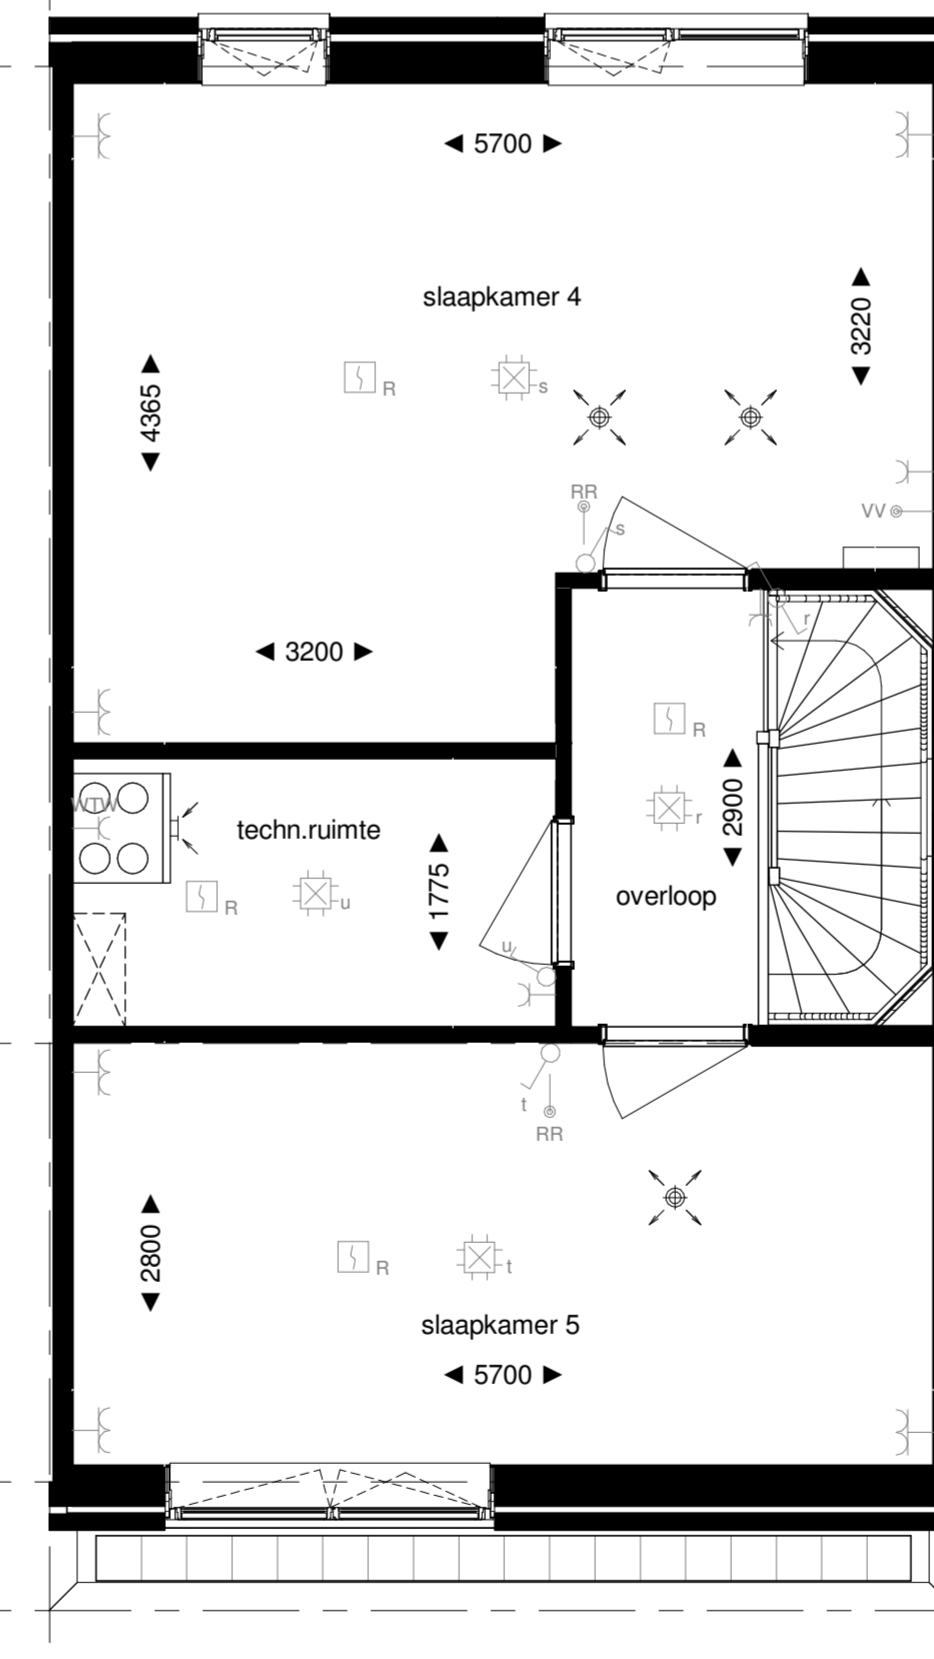 5700
slaapkamer 4
3220
R
s
4365
RR
s
VV
r
3200
R
2900
WTW
techn.ruimte
r
1775
R
u
overloop
u
t
RR
2800
R
t
slaapkamer 5
5700